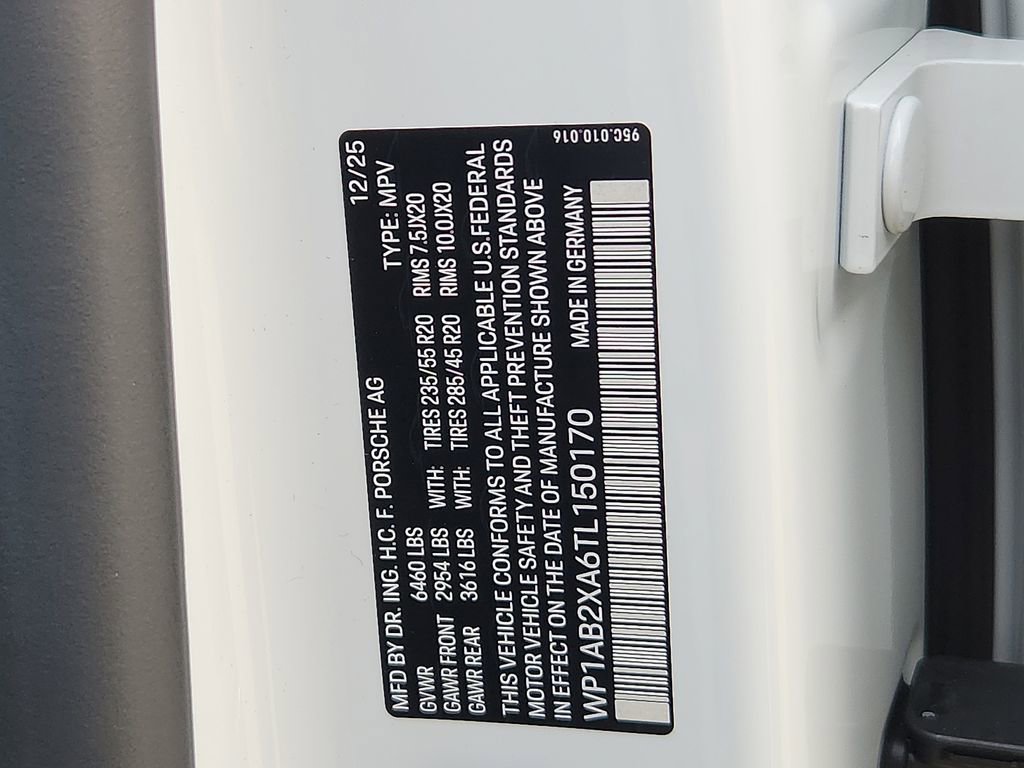 12/25
MFD BY DR. ING. H.C. F. PORSCHE AG TYPE: MPV
GVWR 6460 LBS
GAWR FRONT 2954 LBS WITH: TIRES 235/55 R20 RIMS 7.5JX20
GAWR REAR 3616 LBS WITH: TIRES 285/45 R20 RIMS 10.0JX20
THIS VEHICLE CONFORMS TO ALL APPLICABLE U.S.FEDERAL
MOTOR VEHICLE SAFETY AND THEFT PREVENTION STANDARDS
IN EFFECT ON THE DATE OF MANUFACTURE SHOWN ABOVE
WP1AB2XA6TL150170 MADE IN GERMANY
95C.010.016